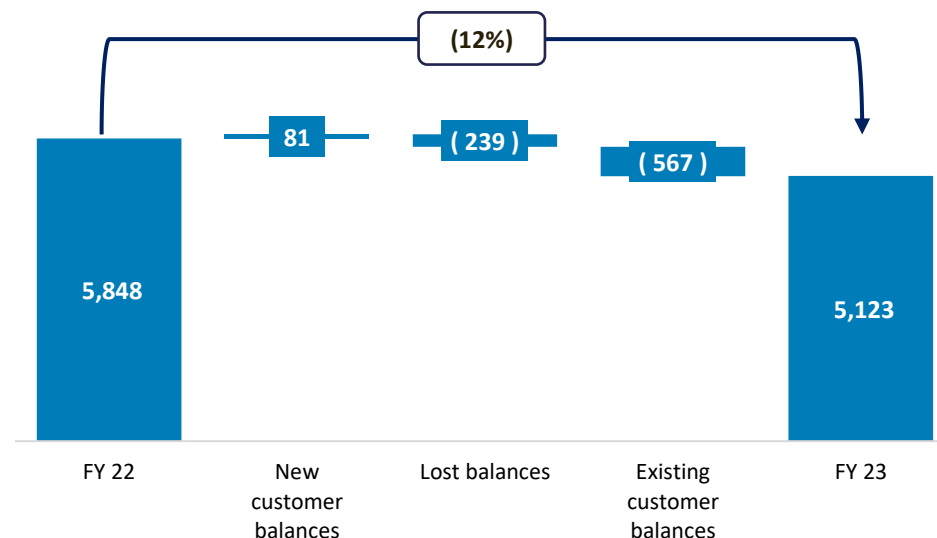 (12%)
81
( 239 )
( 567 )
5,848
5,123
FY 22
New
customer
balances
Lost balances
Existing
customer
balances
FY 23